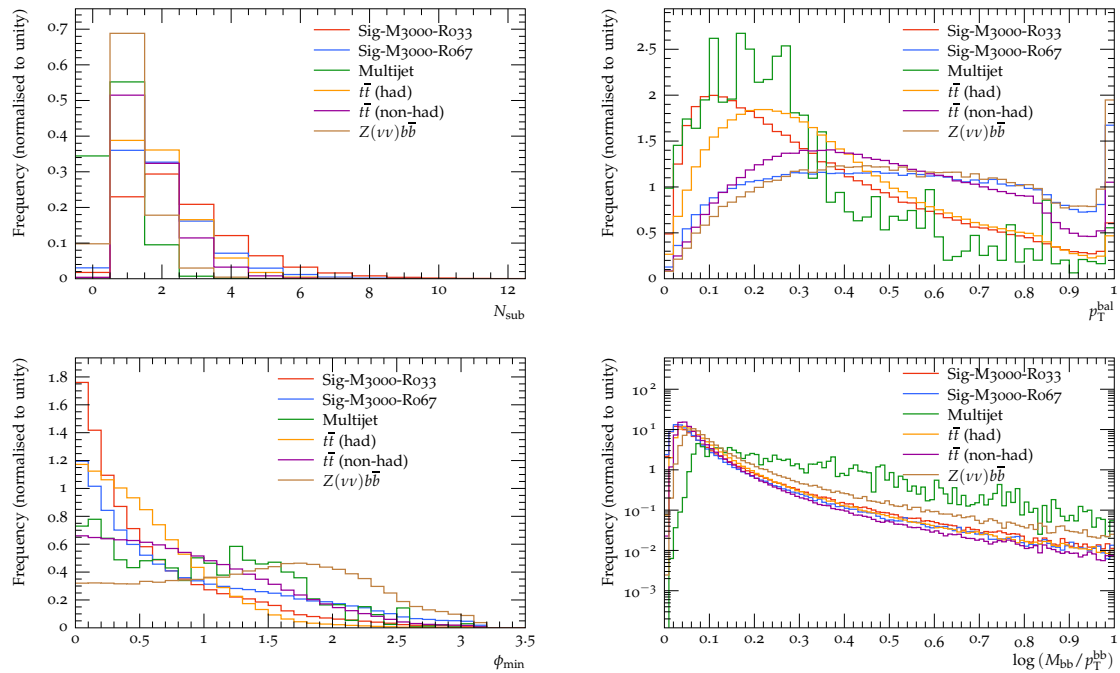 Frequency (normalised to unity)
0.7
0.6
0.5
0.4
0.3
0.2
0.1
0
Sig-M3000-R033
Sig-M3000-R067
Multijet
tt̅ (had)
tt̅ (non-had)
Z(νν)bb̅
0 2 4 6 8 10 12
N_sub
Frequency (normalised to unity)
2.5
2
1.5
1
0.5
0
Sig-M3000-R033
Sig-M3000-R067
Multijet
tt̅ (had)
tt̅ (non-had)
Z(νν)bb̅
0 0.1 0.2 0.3 0.4 0.5 0.6 0.7 0.8 0.9 1
p_T^bal
Frequency (normalised to unity)
1.8
1.6
1.4
1.2
1.0
0.8
0.6
0.4
0.2
0
Sig-M3000-R033
Sig-M3000-R067
Multijet
tt̅ (had)
tt̅ (non-had)
Z(νν)bb̅
0 0.5 1 1.5 2 2.5 3 3.5
ϕ_min
Frequency (normalised to unity)
10^2
10^1
1
10^−1
10^−2
10^−3
Sig-M3000-R033
Sig-M3000-R067
Multijet
tt̅ (had)
tt̅ (non-had)
Z(νν)bb̅
0 0.1 0.2 0.3 0.4 0.5 0.6 0.7 0.8 0.9 1
log (M_bb/p_T^bb)